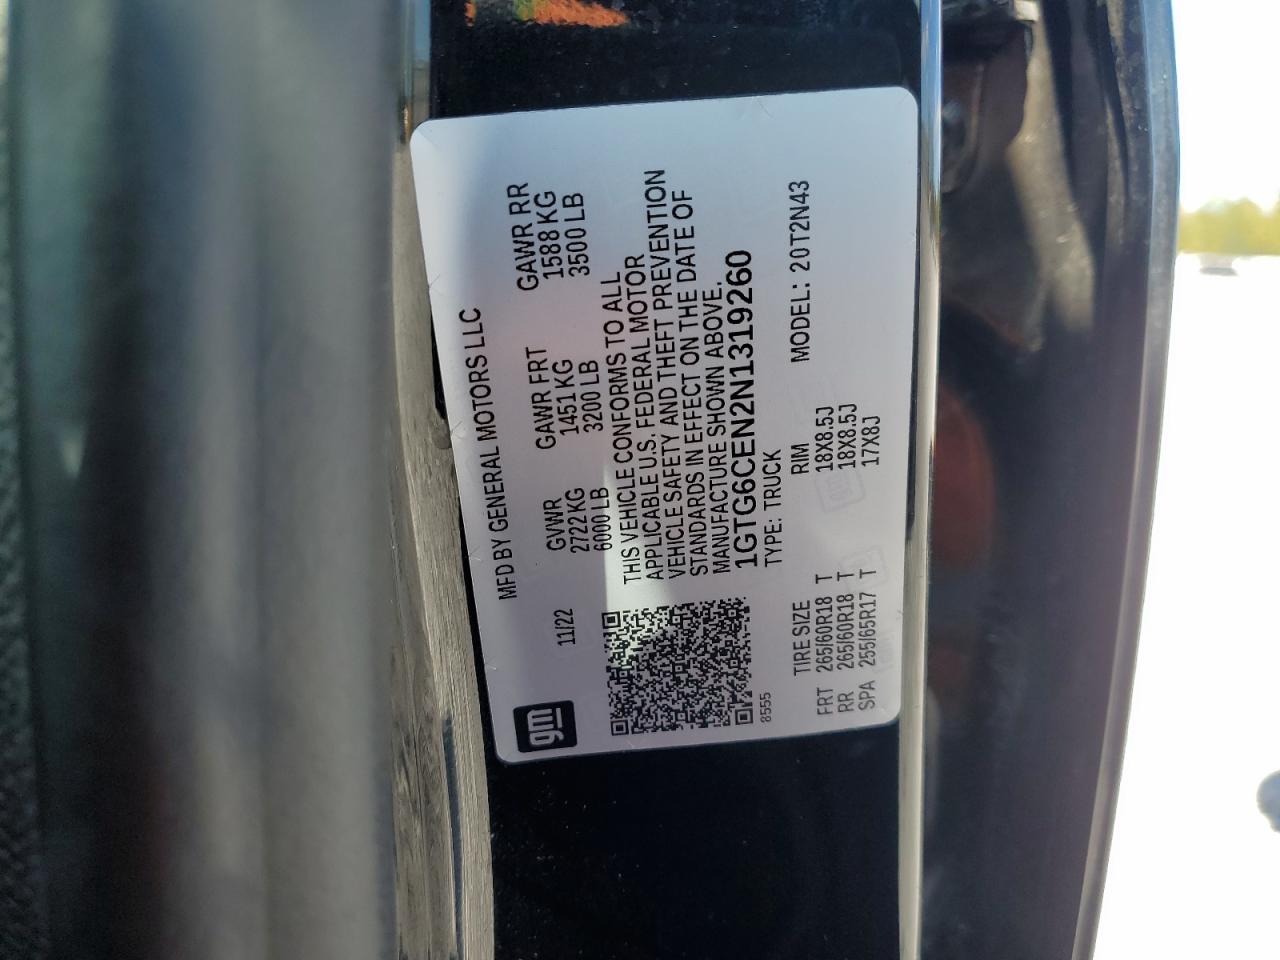 MFD BY GENERAL MOTORS LLC
gm 11/22 GVWR GAWR FRT GAWR RR
2722 KG 1451 KG 1588 KG
6000 LB 3200 LB 3500 LB
THIS VEHICLE CONFORMS TO ALL
APPLICABLE U.S. FEDERAL MOTOR
VEHICLE SAFETY AND THEFT PREVENTION
STANDARDS IN EFFECT ON THE DATE OF
MANUFACTURE SHOWN ABOVE.
1GTG6CEN2N1319260
8555 TYPE: TRUCK MODEL: 20T2N43
TIRE SIZE RIM
FRT 265/60R18 T 18X8.5J
RR 265/60R18 T 18X8.5J
SPA 255/65R17 T 17X8J